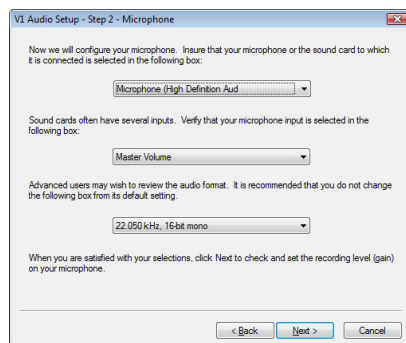 V1 Audio Setup - Step 2 - Microphone
Now we will configure your microphone. Insure that your microphone or the sound card to which
it is connected is selected in the following box:
Microphone (High Definition Aud
Sound cards often have several inputs. Verify that your microphone input is selected in the
following box:
Master Volume
Advanced users may wish to review the audio format. It is recommended that you do not change
the following box from its default setting.
22.050 kHz, 16-bit mono
When you are satisfied with your selections, click Next to check and set the recording level (gain)
on your microphone.
< Back Next > Cancel